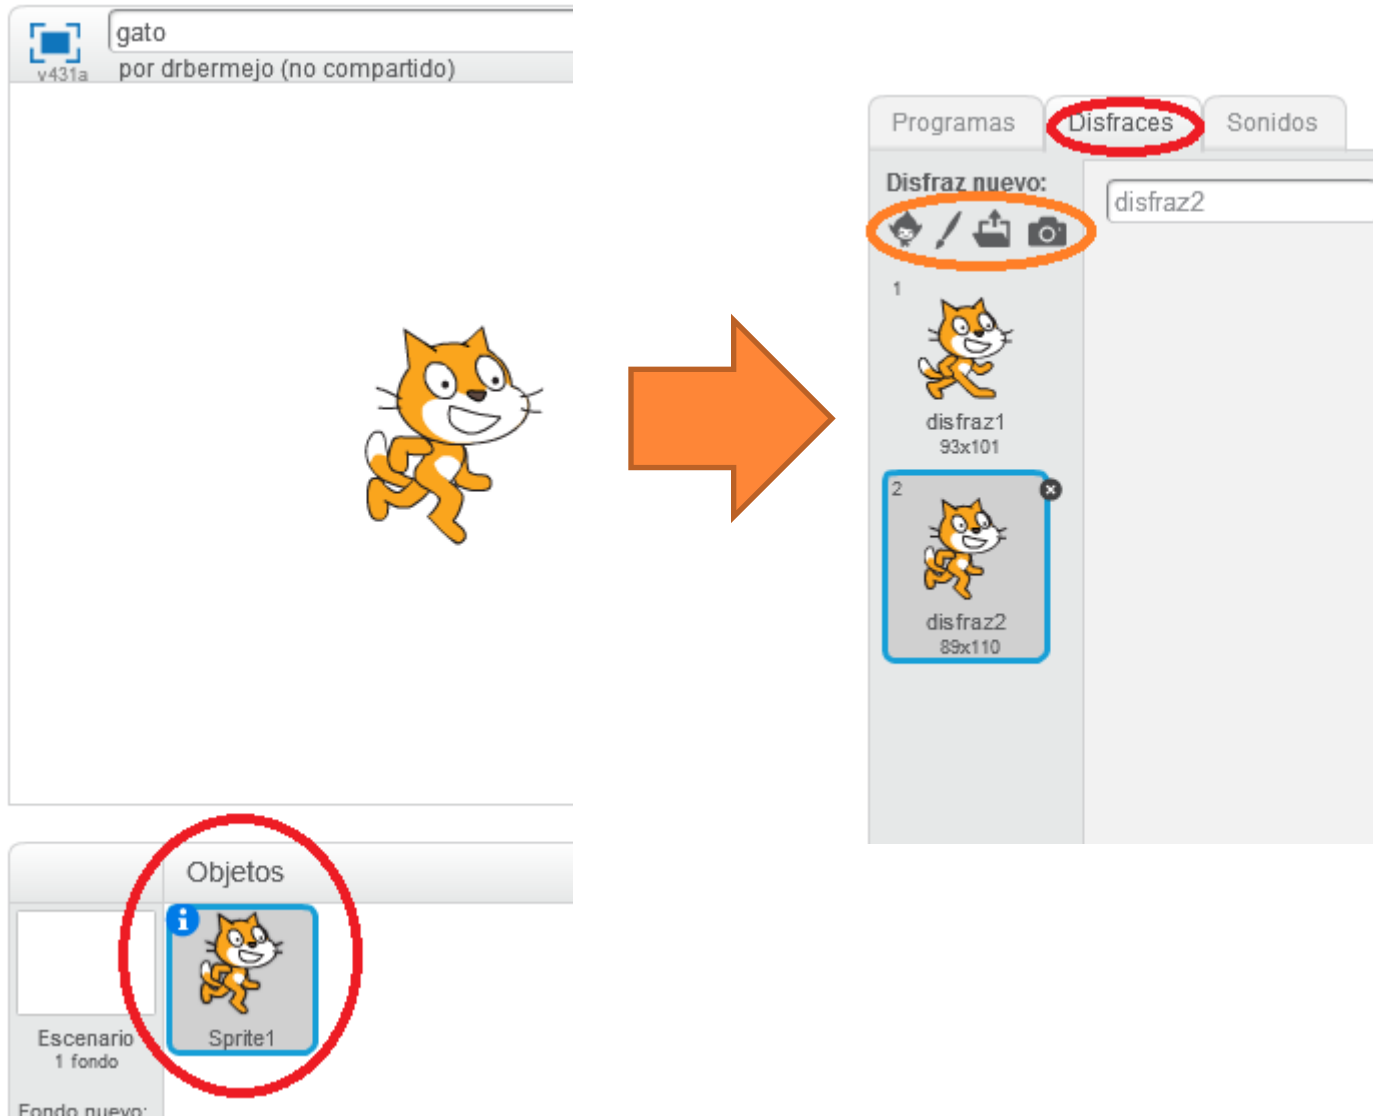 gato
v431a
por drbermejo (no compartido)
Objetos
Sprite1
Escenario
1 fondo
Fondo nuevo:
Programas
Disfraces
Sonidos
Disfraz nuevo:
disfraz2
1
disfraz1
93x101
2
disfraz2
89x110